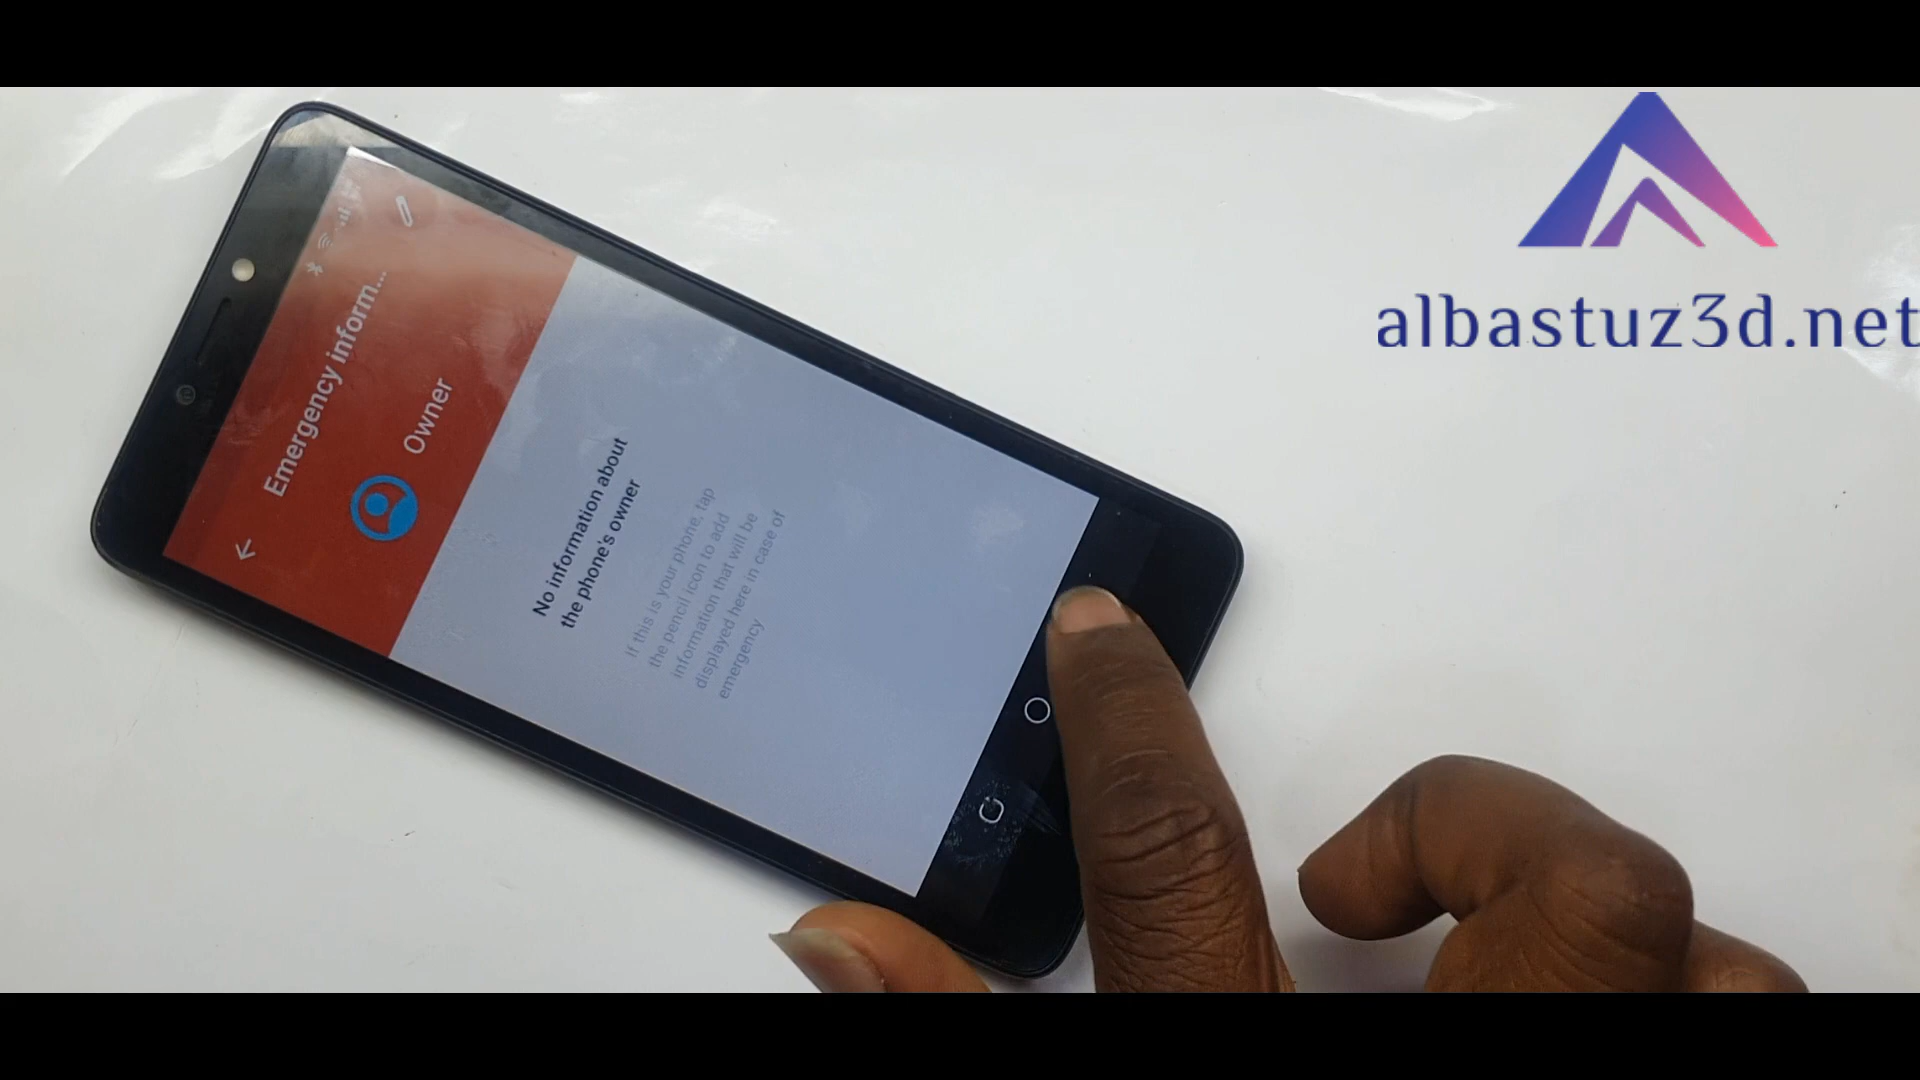 Emergency inform...
Owner
No information about
the phone's owner
If this is your phone, tap
the pencil icon to add
information that will be
displayed here in case of
emergency
albastuz3d.net